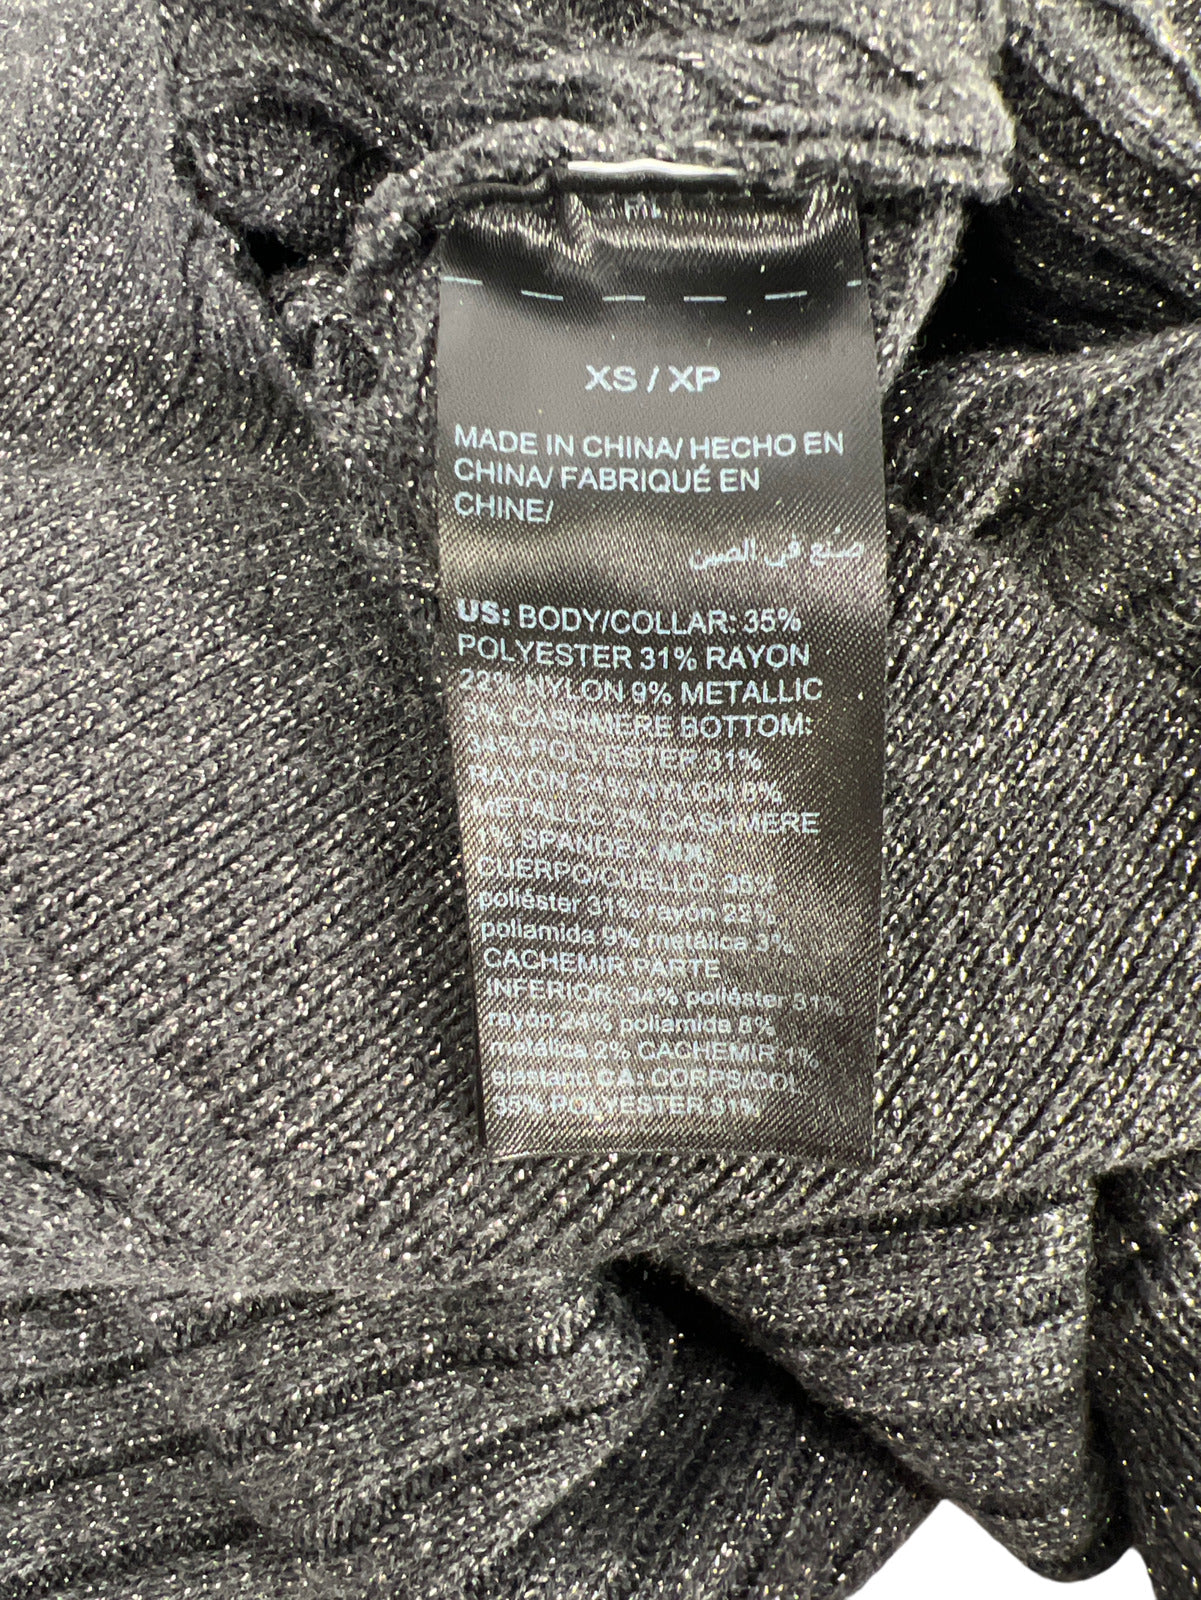 XS / XP
MADE IN CHINA/ HECHO EN
CHINA/ FABRIQUÉ EN
CHINE/
صنع في الصين
US: BODY/COLLAR: 35%
POLYESTER 31% RAYON
22% NYLON 9% METALLIC
3% CASHMERE BOTTOM:
34% POLYESTER 31%
RAYON 24% NYLON 8%
METALLIC 2% CASHMERE
1% SPANDEX MX:
CUERPO/CUELLO: 35%
poliéster 31% rayón 22%
poliamida 9% metálica 3%
CACHEMIR PARTE
INFERIOR: 34% poliéster 31%
rayón 24% poliamida 8%
metálica 2% CACHEMIR 1%
elastano CA: CORPS/COL
35% POLYESTER 31%